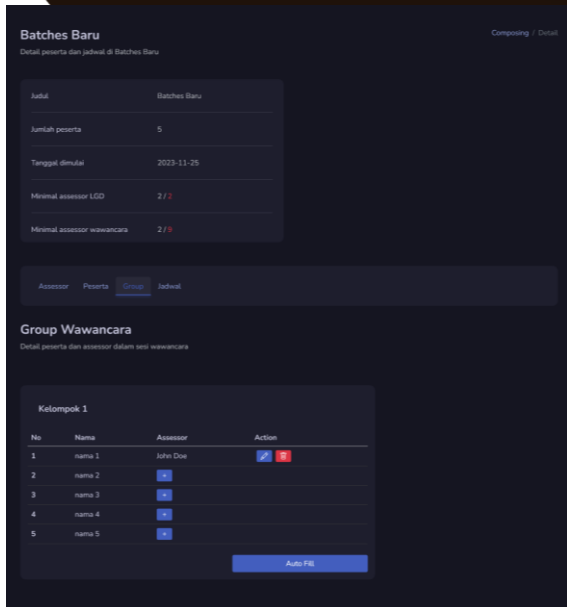 Batches Baru
Composing / Detail
Detail peserta dan jadwal di Batches Baru
Judul Batches Baru
Jumlah peserta 5
Tanggal dimulai 2023-11-25
Minimal assessor LGD 2 / 2
Minimal assessor wawancara 2 / 9
Assessor Peserta Group Jadwal
Group Wawancara
Detail peserta dan assessor dalam sesi wawancara
Kelompok 1
No Nama Assessor Action
1 nama 1 John Doe
2 nama 2 +
3 nama 3 +
4 nama 4 +
5 nama 5 +
Auto Fill